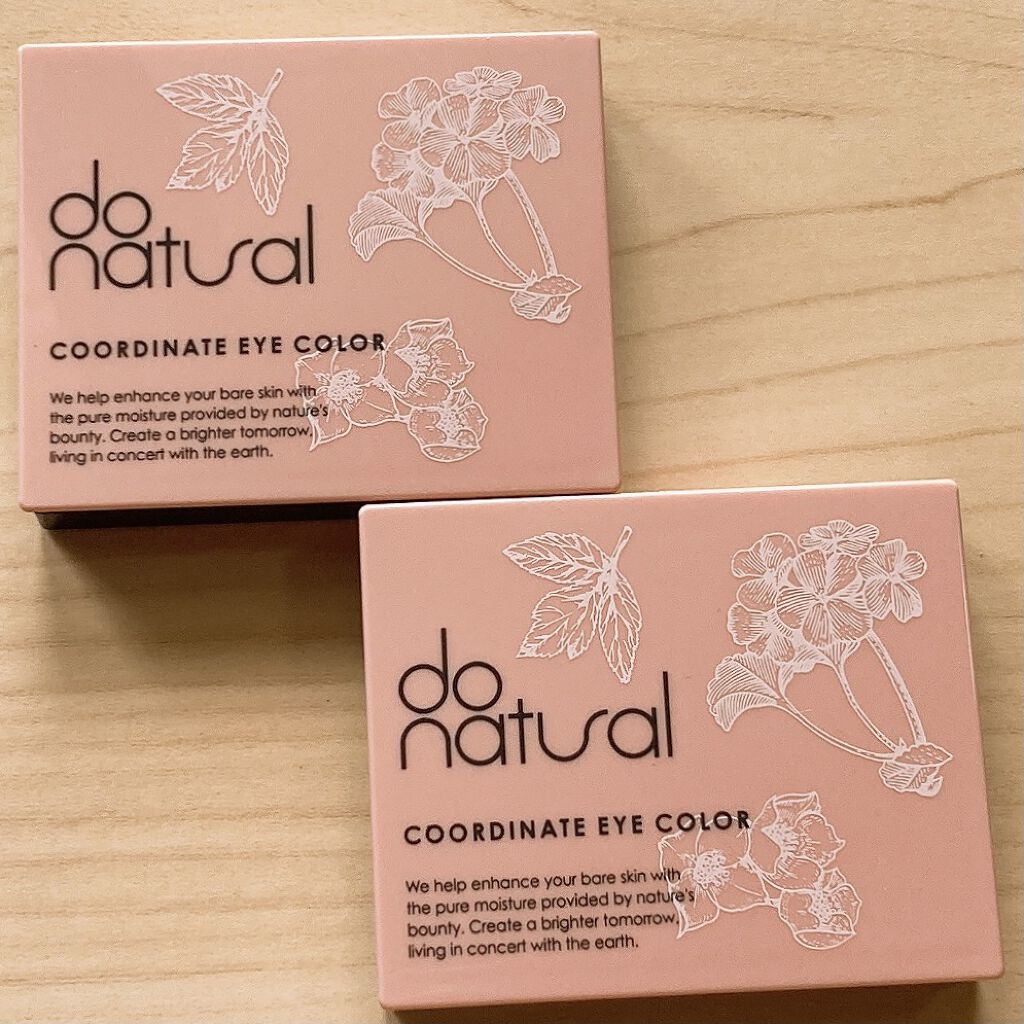 do
natural
COORDINATE EYE COLOR
We help enhance your bare skin with
the pure moisture provided by nature's
bounty. Create a brighter tomorrow,
living in concert with the earth.
do
natural
COORDINATE EYE COLOR
We help enhance your bare skin with
the pure moisture provided by nature's
bounty. Create a brighter tomorrow,
living in concert with the earth.